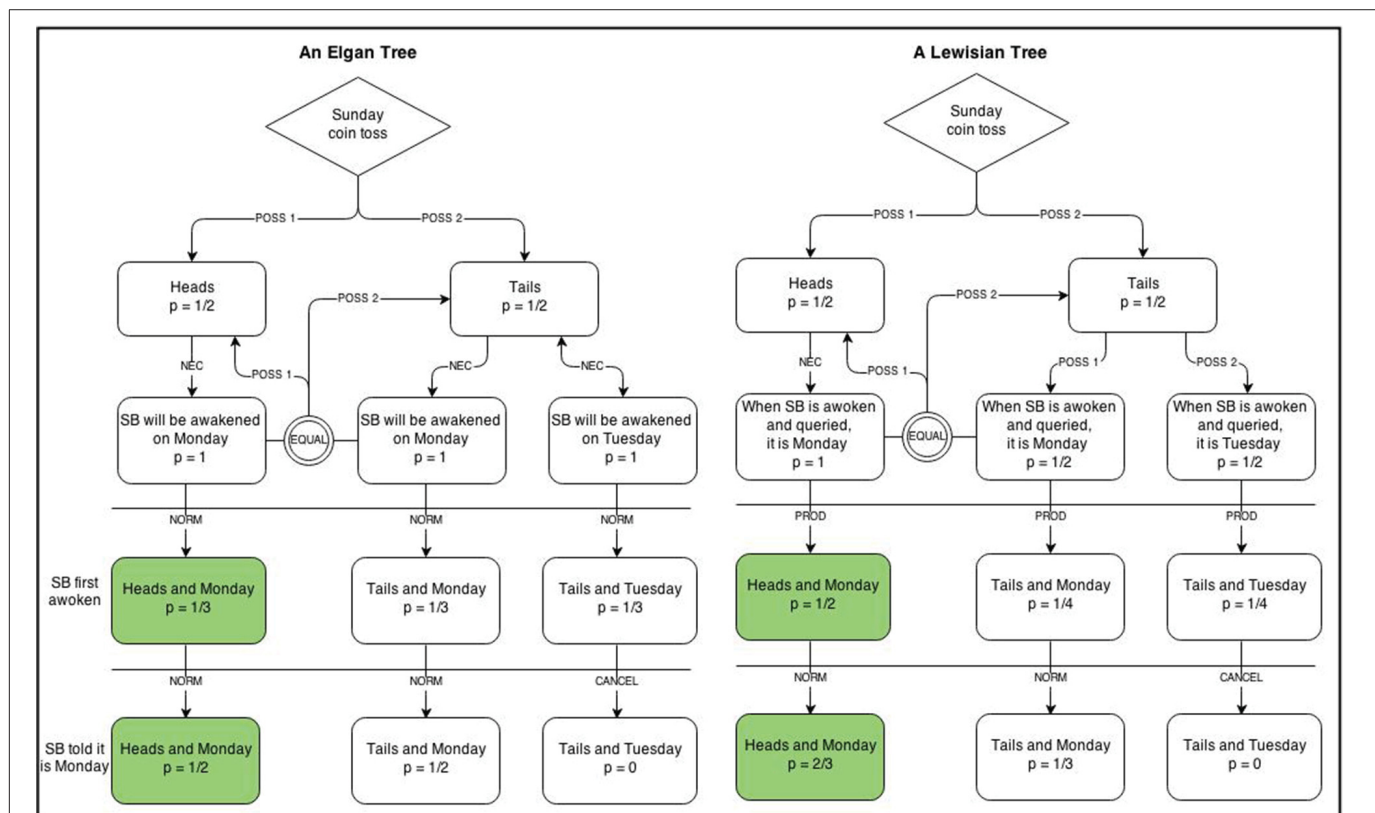 An Elgan Tree
Sunday
coin toss
POSS 1
POSS 2
Heads
p = 1/2
Tails
p = 1/2
POSS 2
NEC
POSS 1
NEC
NEC
SB will be awakened
on Monday
p = 1
EQUAL
SB will be awakened
on Monday
p = 1
SB will be awakened
on Tuesday
p = 1
NORM
NORM
NORM
SB first
awoken
Heads and Monday
p = 1/3
Tails and Monday
p = 1/3
Tails and Tuesday
p = 1/3
NORM
NORM
CANCEL
SB told it
is Monday
Heads and Monday
p = 1/2
Tails and Monday
p = 1/2
Tails and Tuesday
p = 0
A Lewisian Tree
Sunday
coin toss
POSS 1
POSS 2
Heads
p = 1/2
Tails
p = 1/2
POSS 2
NEC
POSS 1
POSS 1
POSS 2
When SB is awoken
and queried,
it is Monday
p = 1
EQUAL
When SB is awoken
and queried,
it is Monday
p = 1/2
When SB is awoken
and queried,
it is Tuesday
p = 1/2
PROD
PROD
PROD
Heads and Monday
p = 1/2
Tails and Monday
p = 1/4
Tails and Tuesday
p = 1/4
NORM
NORM
CANCEL
Heads and Monday
p = 2/3
Tails and Monday
p = 1/3
Tails and Tuesday
p = 0